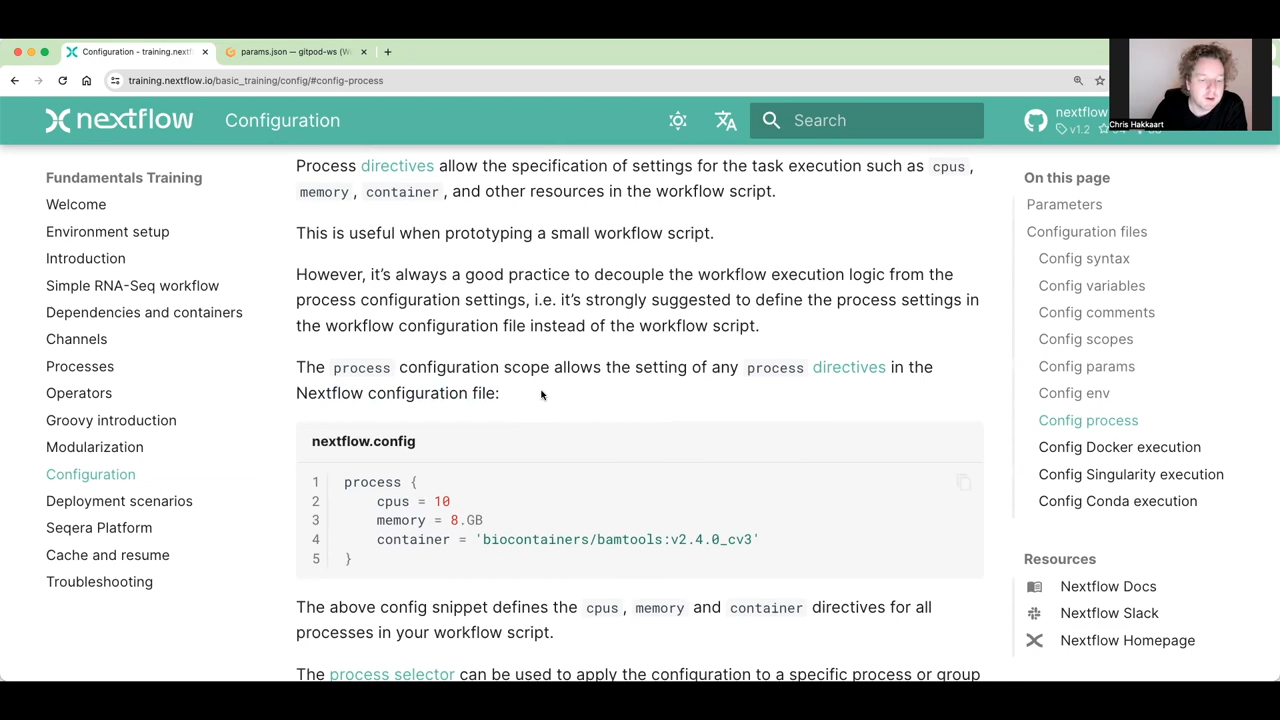 Configuration - training.nextf
params.json — gitpod-ws (W
training.nextflow.io/basic_training/config/#config-process
Chris Hakkaart
nextflow
Configuration
Search
nextflow
v1.2
Fundamentals Training
Welcome
Environment setup
Introduction
Simple RNA-Seq workflow
Dependencies and containers
Channels
Processes
Operators
Groovy introduction
Modularization
Configuration
Deployment scenarios
Seqera Platform
Cache and resume
Troubleshooting
Process directives allow the specification of settings for the task execution such as cpus,
memory, container, and other resources in the workflow script.
This is useful when prototyping a small workflow script.
However, it's always a good practice to decouple the workflow execution logic from the
process configuration settings, i.e. it's strongly suggested to define the process settings in
the workflow configuration file instead of the workflow script.
The process configuration scope allows the setting of any process directives in the
Nextflow configuration file:
nextflow.config
1 process {
2 cpus = 10
3 memory = 8.GB
4 container = 'biocontainers/bamtools:v2.4.0_cv3'
5 }
The above config snippet defines the cpus, memory and container directives for all
processes in your workflow script.
The process selector can be used to apply the configuration to a specific process or group
On this page
Parameters
Configuration files
Config syntax
Config variables
Config comments
Config scopes
Config params
Config env
Config process
Config Docker execution
Config Singularity execution
Config Conda execution
Resources
Nextflow Docs
Nextflow Slack
Nextflow Homepage